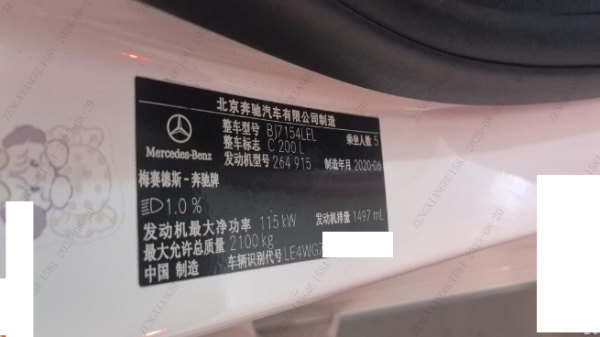 北京奔驰汽车有限公司制造
Mercedes-Benz
整车型号 BJ7154LEL 乘坐人数 5
整车标志 C 200 L
发动机型号 264 915 制造年月 2020-06
梅赛德斯-奔驰牌
1.0%
发动机最大净功率 115 kW 发动机排量 1497 mL
最大允许总质量 2100 kg
中国 制造 车辆识别代号 LE4WG